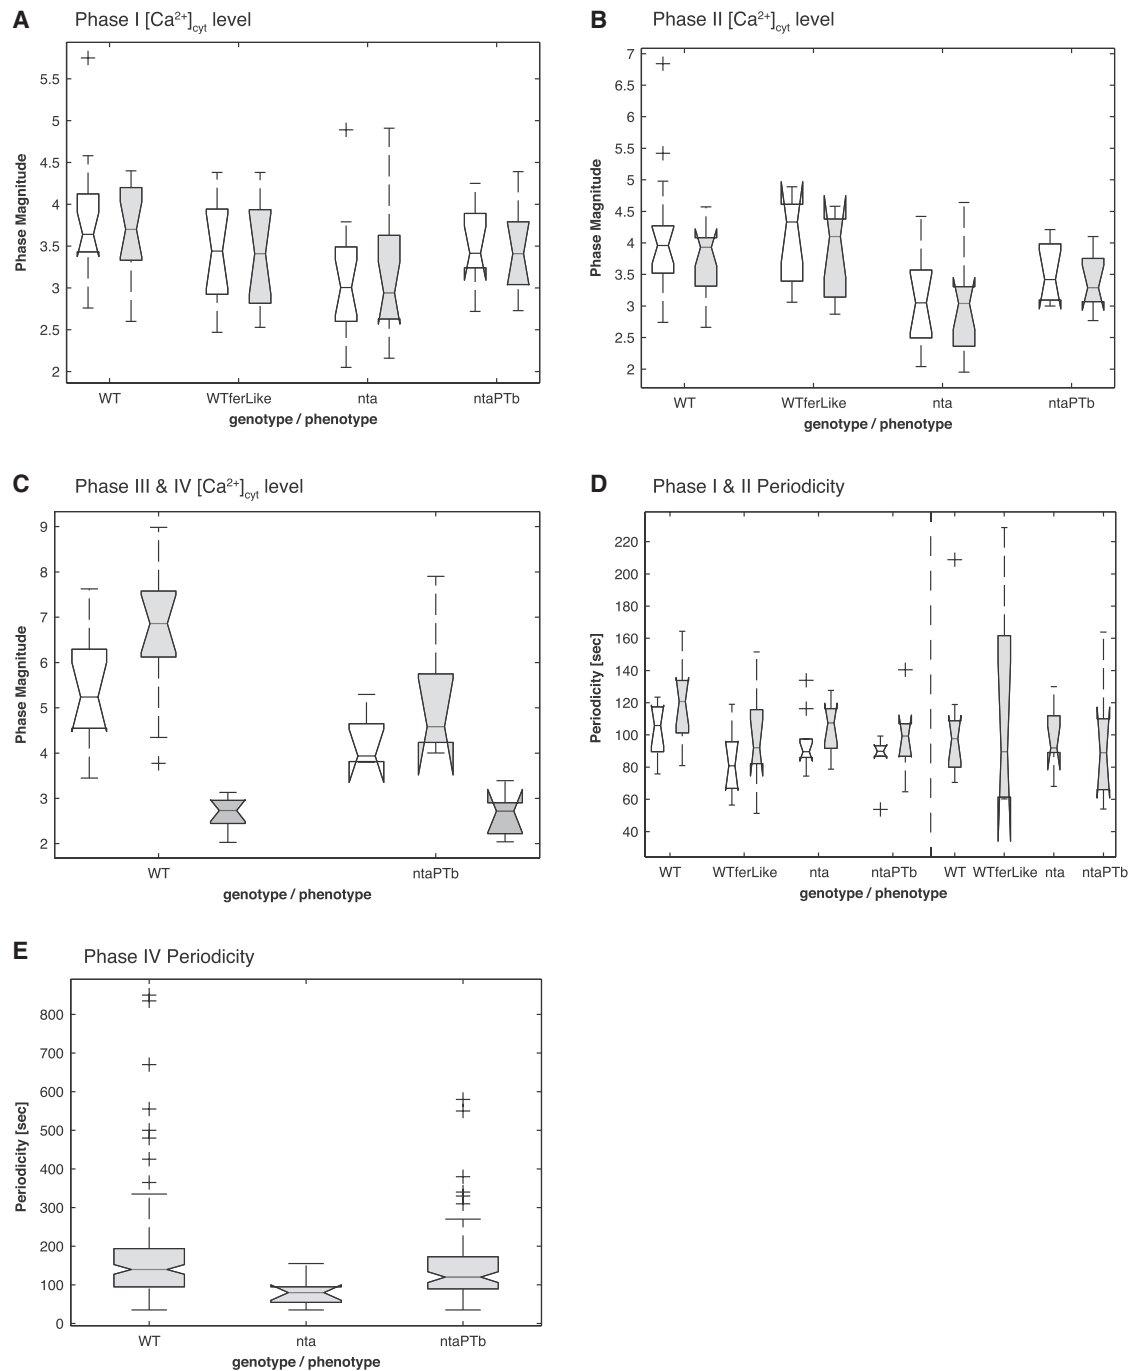 A Phase I [Ca²⁺]cyt level
5.5
5
4.5
4
3.5
3
2.5
2
Phase Magnitude
WT WTferLike nta ntaPTb
genotype / phenotype
B Phase II [Ca²⁺]cyt level
7
6.5
6
5.5
5
4.5
4
3.5
3
2.5
2
Phase Magnitude
WT WTferLike nta ntaPTb
genotype / phenotype
C Phase III & IV [Ca²⁺]cyt level
9
8
7
6
5
4
3
2
Phase Magnitude
WT ntaPTb
genotype / phenotype
D Phase I & II Periodicity
220
200
180
160
140
120
100
80
60
40
Periodicity [sec]
WT WTferLike nta ntaPTb WT WTferLike nta ntaPTb
genotype / phenotype
E Phase IV Periodicity
800
700
600
500
400
300
200
100
0
Periodicity [sec]
WT nta ntaPTb
genotype / phenotype